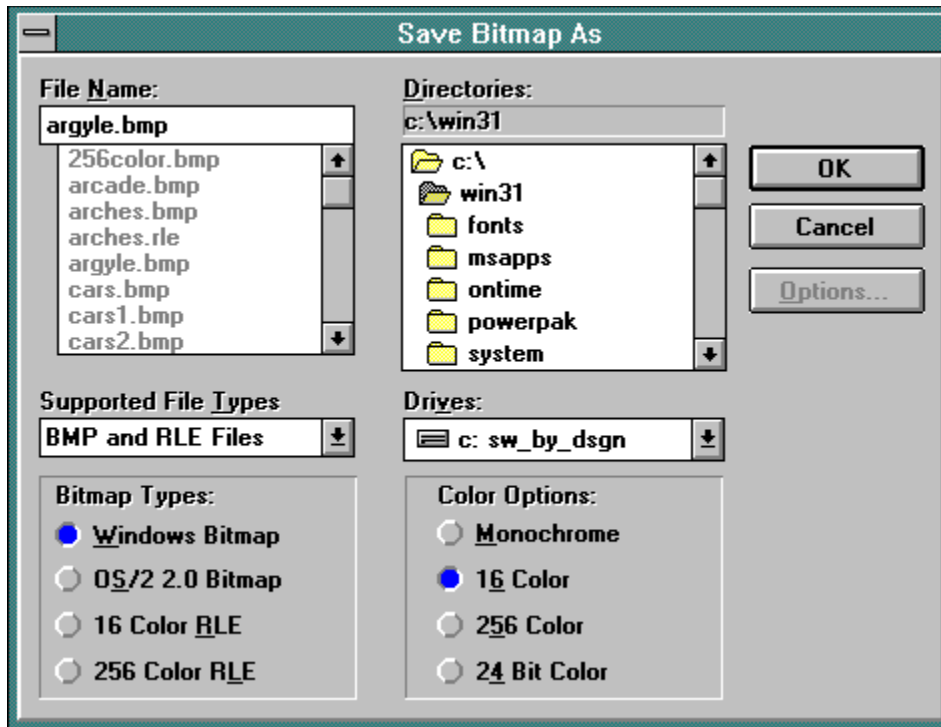 Save Bitmap As
File Name:
argyle.bmp
256color.bmp
arcade.bmp
arches.bmp
arches.rle
argyle.bmp
cars.bmp
cars1.bmp
cars2.bmp
Supported File Types
BMP and RLE Files
Bitmap Types:
Windows Bitmap
OS/2 2.0 Bitmap
16 Color RLE
256 Color RLE
Directories:
c:\win31
c:\
win31
fonts
msapps
ontime
powerpak
system
Drives:
c: sw_by_dsgn
Color Options:
Monochrome
16 Color
256 Color
24 Bit Color
OK
Cancel
Options...